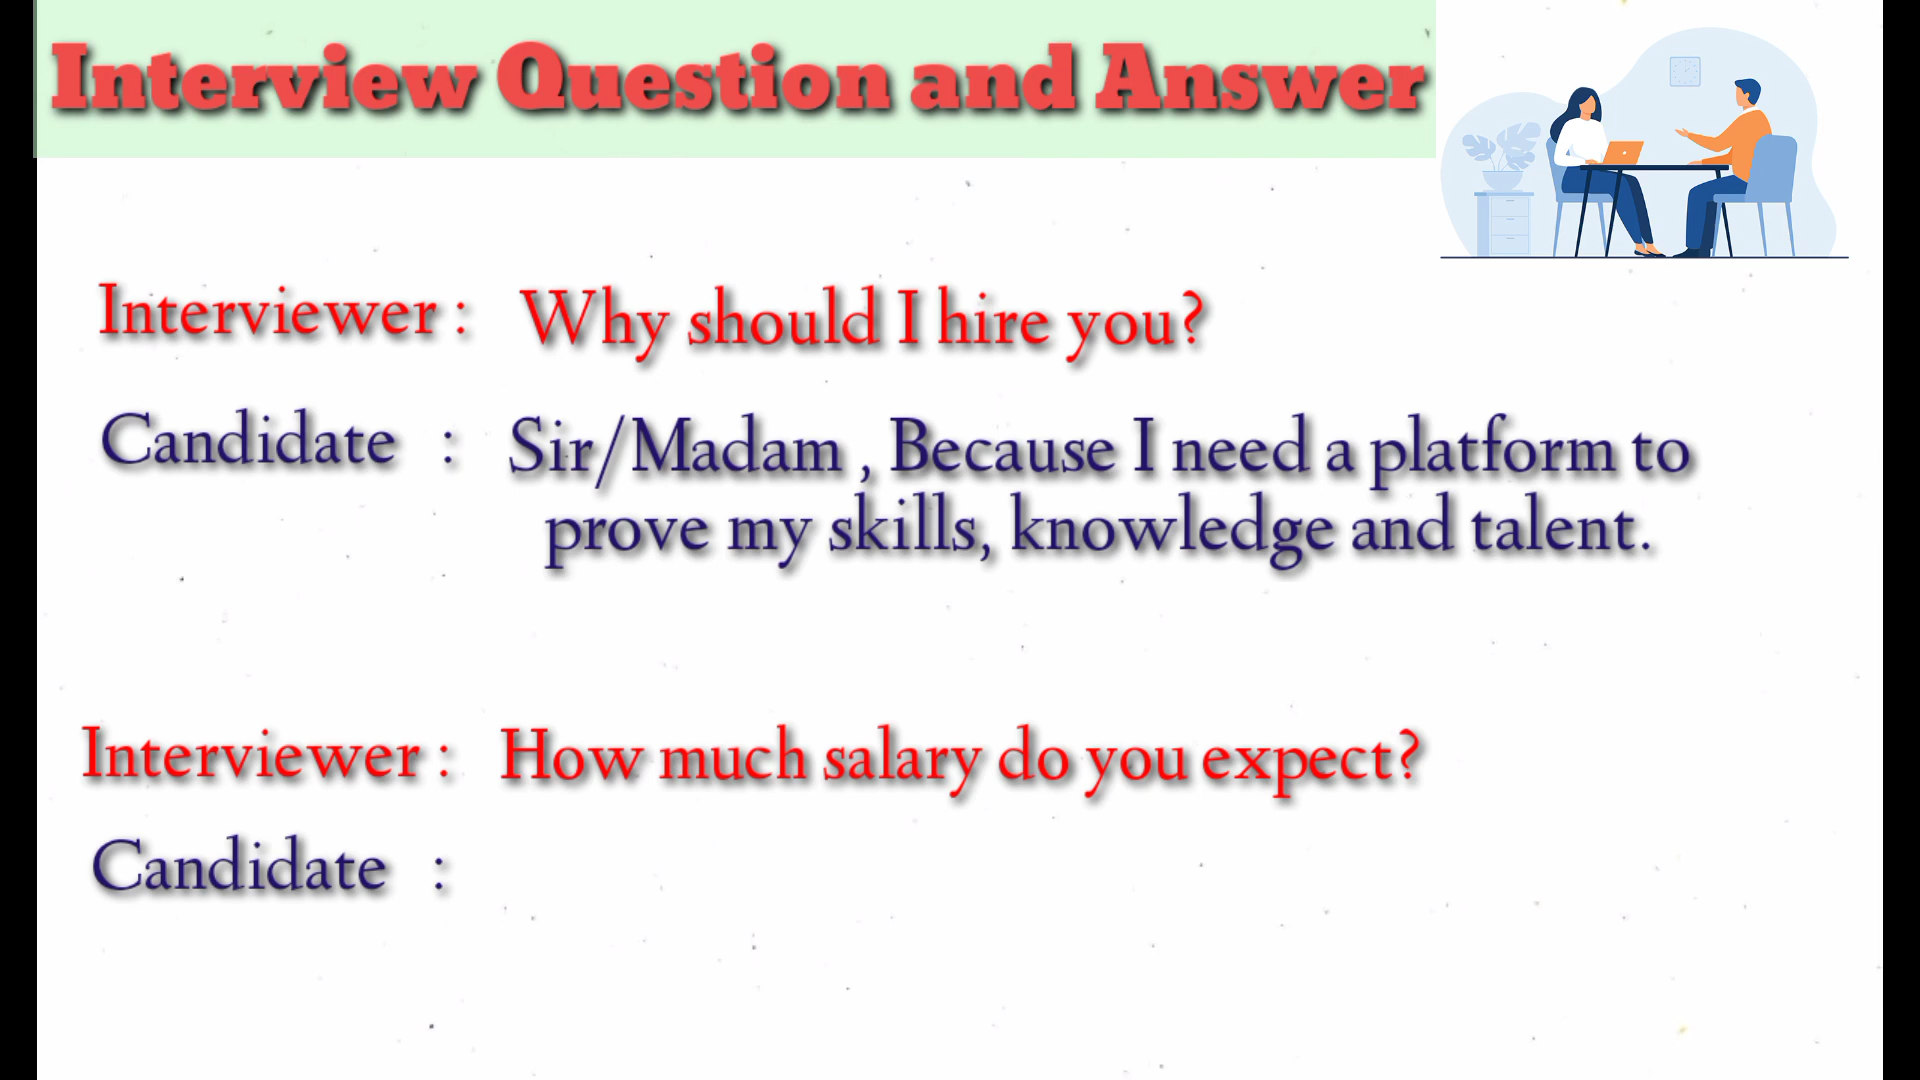 Interview Question and Answer
Interviewer : Why should I hire you?
Candidate : Sir/Madam , Because I need a platform to
prove my skills, knowledge and talent.
Interviewer : How much salary do you expect?
Candidate :